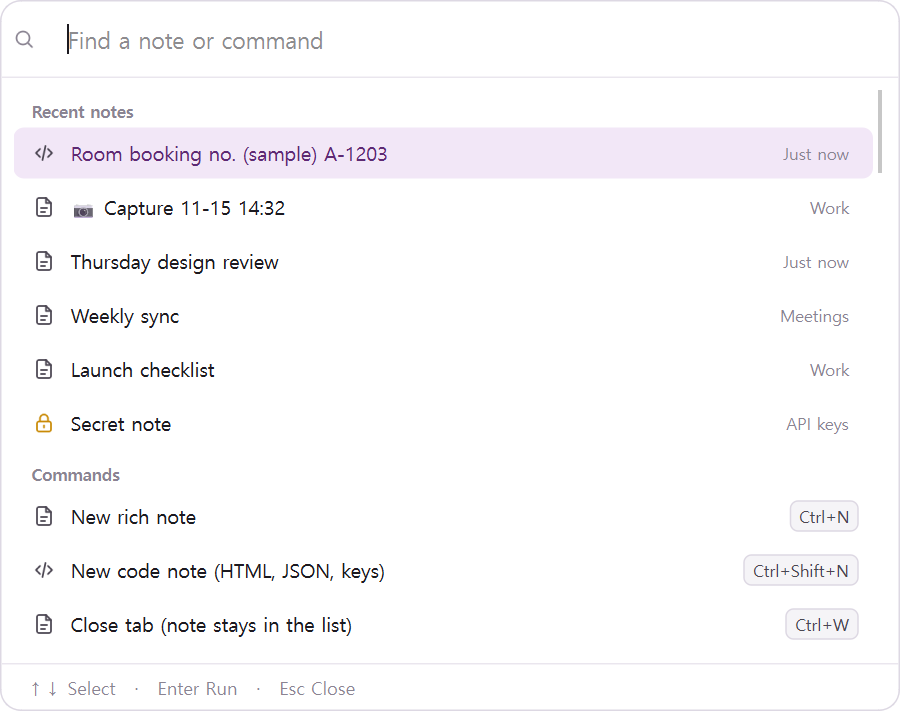 Find a note or command
Recent notes
Room booking no. (sample) A-1203 Just now
Capture 11-15 14:32 Work
Thursday design review Just now
Weekly sync Meetings
Launch checklist Work
Secret note API keys
Commands
New rich note Ctrl+N
New code note (HTML, JSON, keys) Ctrl+Shift+N
Close tab (note stays in the list) Ctrl+W
↑ ↓ Select · Enter Run · Esc Close